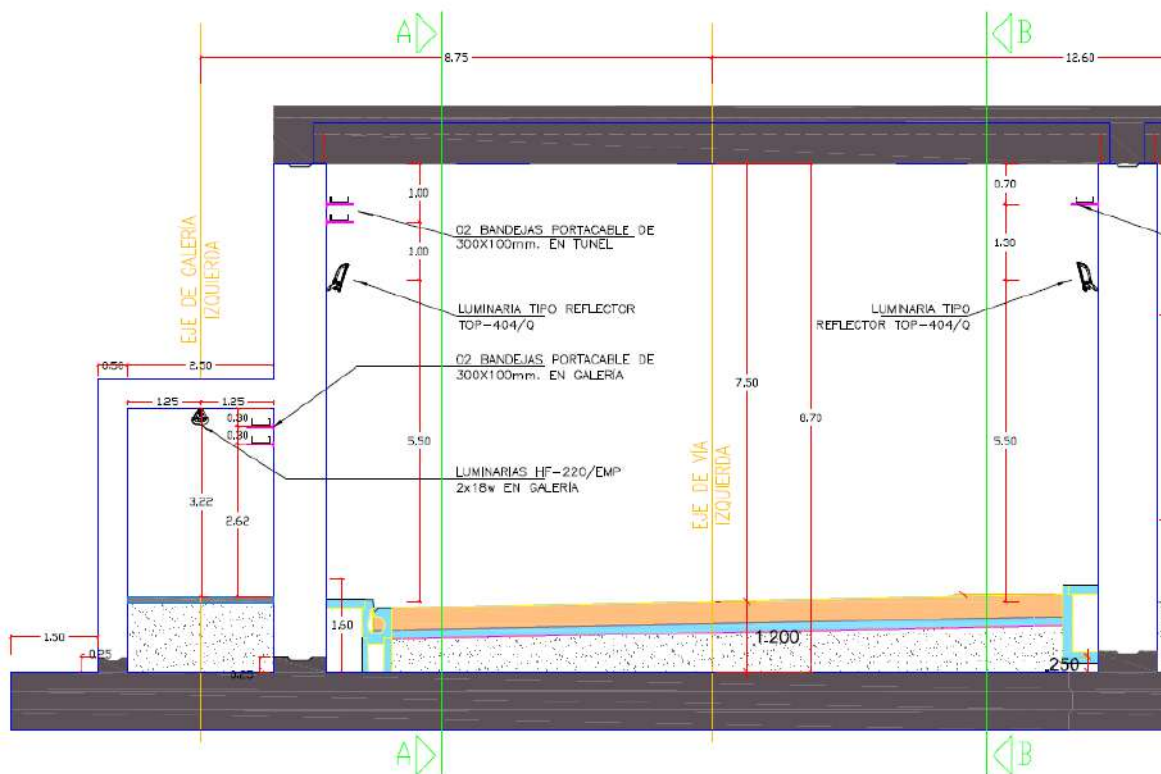 A
B
8.75
12.60
1.00
0.70
02 BANDEJAS PORTACABLE DE
300X100mm. EN TUNEL
1.00
1.30
EJE DE GALERÍA
IZQUIERDA
LUMINARIA TIPO REFLECTOR
TOP-404/Q
LUMINARIA TIPO
REFLECTOR TOP-404/Q
02 BANDEJAS PORTACABLE DE
300X100mm. EN GALERÍA
0.50
2.50
7.50
8.70
1.25
1.25
0.30
0.30
5.50
5.50
LUMINARIAS HF-220/EMP
2x18w EN GALERÍA
EJE DE VÍA
IZQUIERDA
3.22
2.62
1.60
1.50
0.25
0.25
1.200
.250
A
B